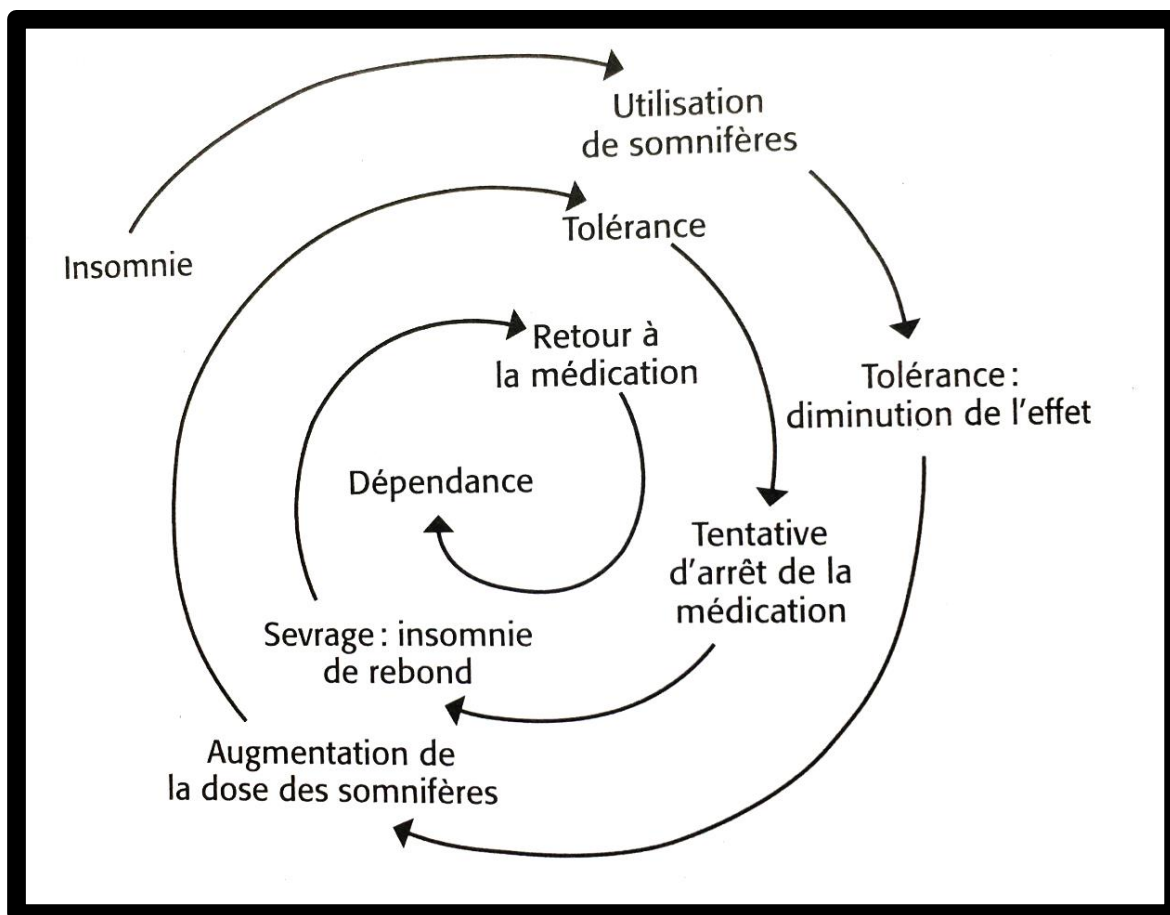 Insomnie
Utilisation
de somnifères
Tolérance :
diminution de l'effet
Augmentation de
la dose des somnifères
Tolérance
Tentative
d'arrêt de la
médication
Sevrage : insomnie
de rebond
Retour à
la médication
Dépendance